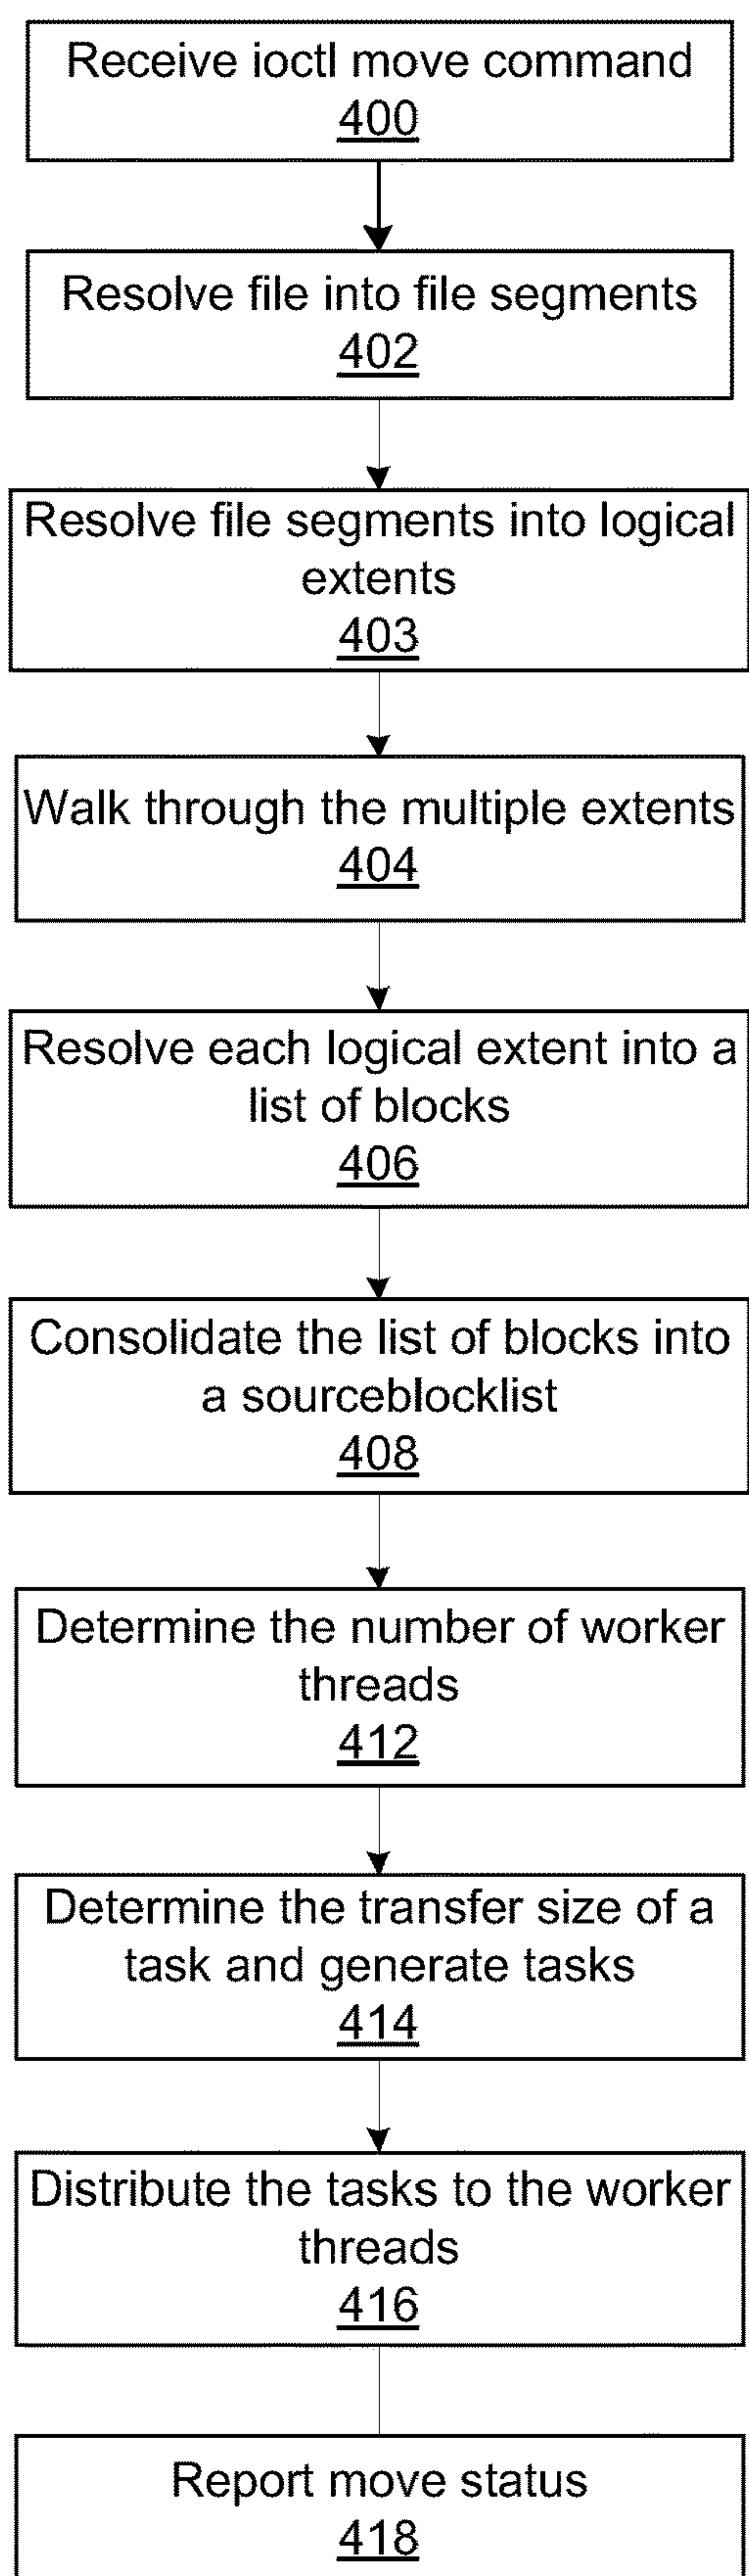 Receive ioctl move command
400
Resolve file into file segments
402
Resolve file segments into logical
extents
403
Walk through the multiple extents
404
Resolve each logical extent into a
list of blocks
406
Consolidate the list of blocks into
a sourceblocklist
408
Determine the number of worker
threads
412
Determine the transfer size of a
task and generate tasks
414
Distribute the tasks to the worker
threads
416
Report move status
418